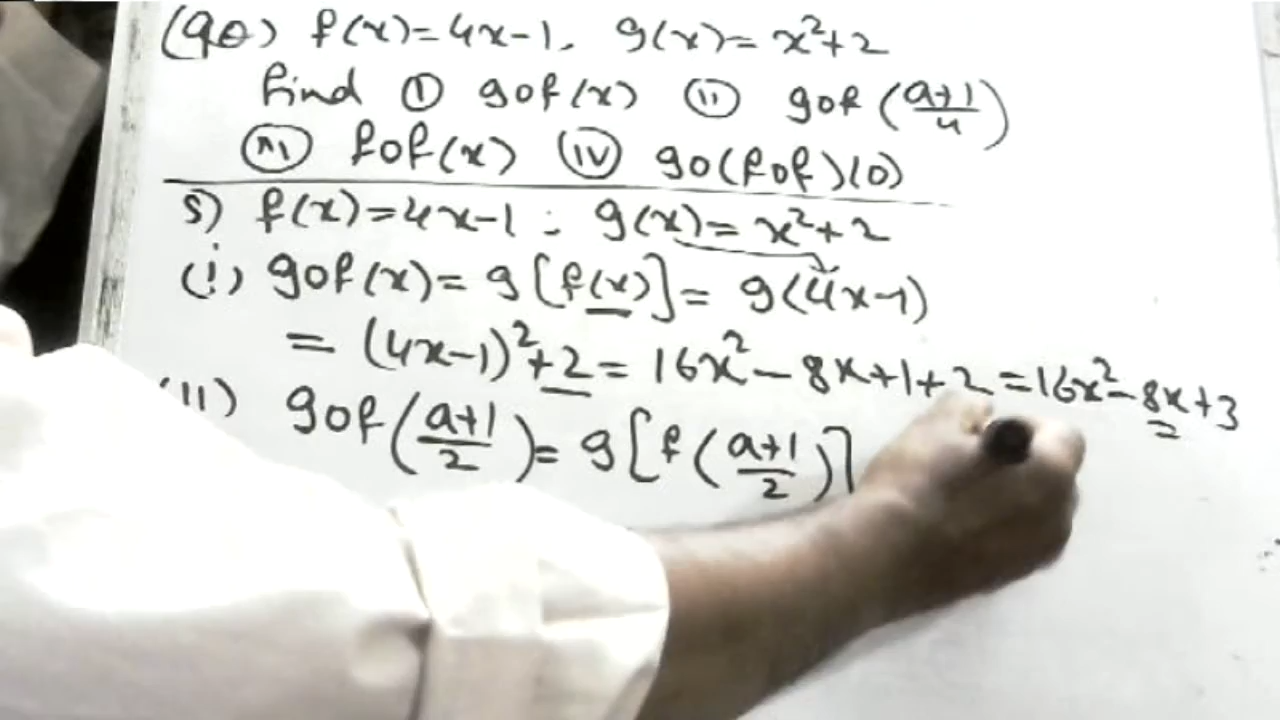 (9Q) f(x)=4x-1, g(x)=x²+2
find (i) gof(x) (ii) gof((a+1)/4)
(iii) fof(x) (iv) go(fof)(0)
S) f(x)=4x-1 ; g(x)=x²+2
(i) gof(x)=g[f(x)]=g(4x-1)
=(4x-1)²+2=16x²-8x+1+2=16x²-8x+3
(ii) gof((a+1)/2)=g[f((a+1)/2)]